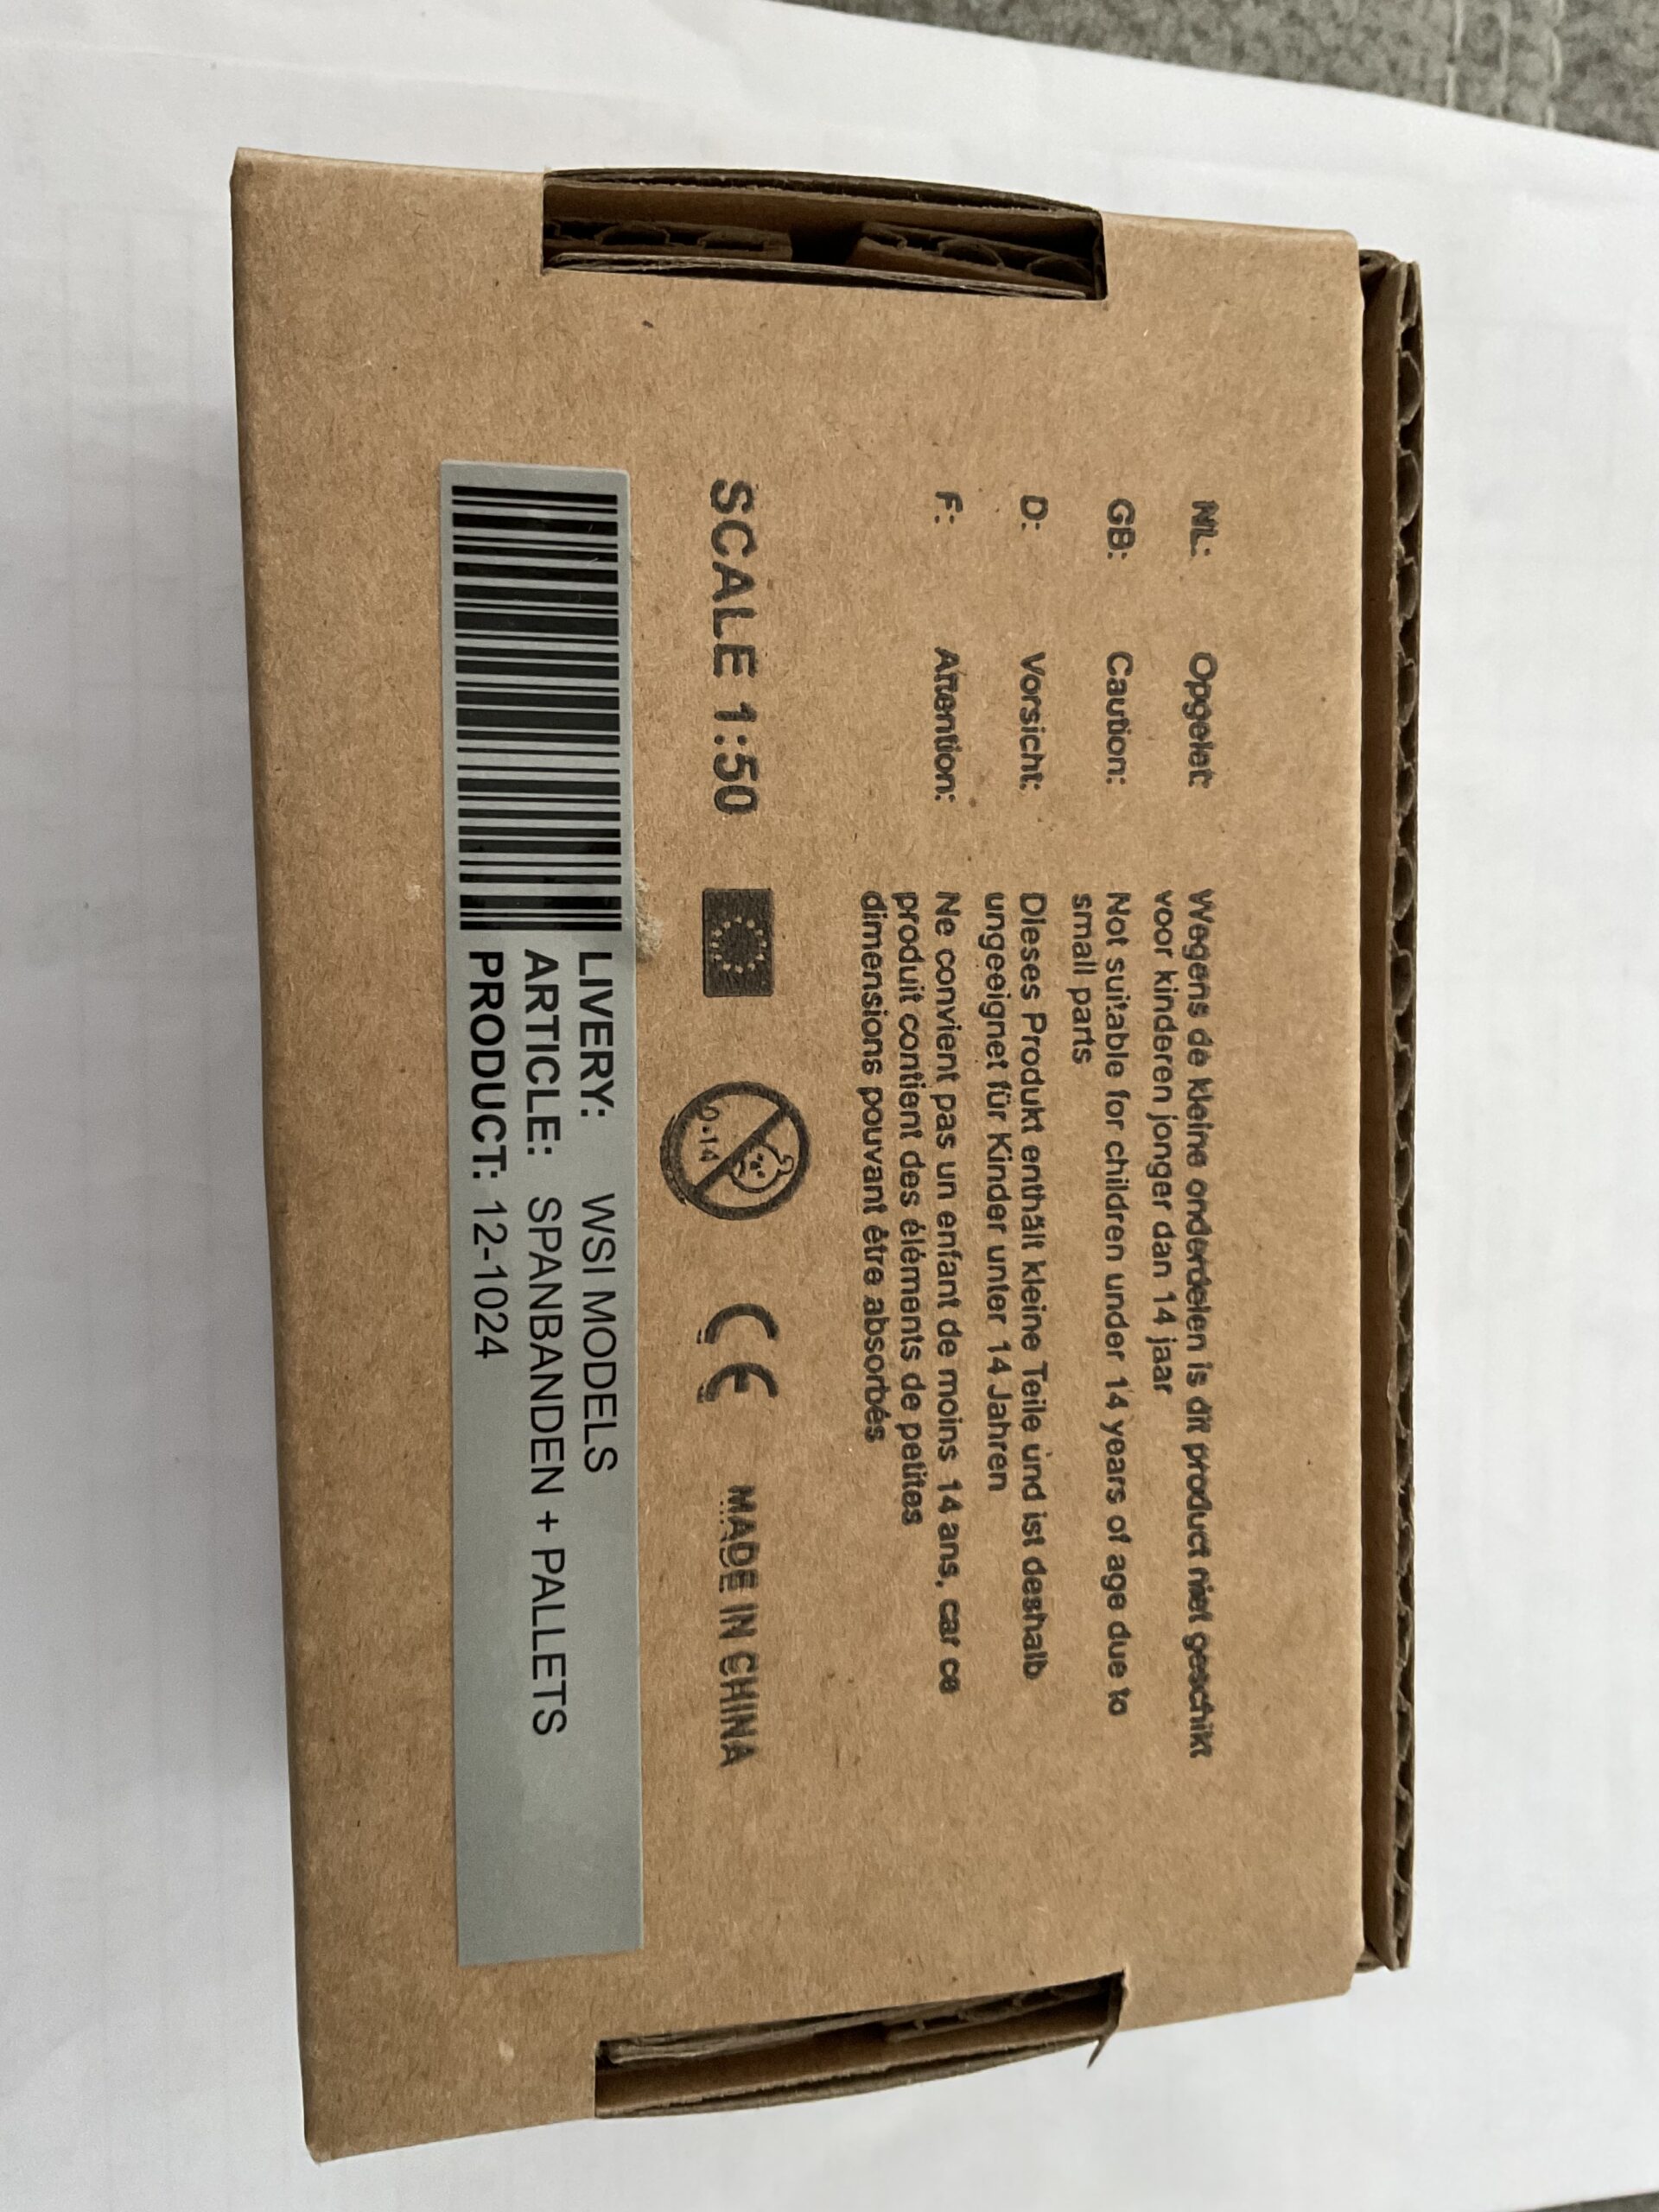 NL: Opgelet: Wegens de kleine onderdelen is dit product niet geschikt
voor kinderen jonger dan 14 jaar
GB: Caution: Not suitable for children under 14 years of age due to
small parts
D: Vorsicht: Dieses Produkt enthält kleine Teile und ist deshalb
ungeeignet für Kinder unter 14 Jahren
F: Attention: Ne convient pas un enfant de moins 14 ans, car ce
produit contient des éléments de petites
dimensions pouvant être absorbés
SCALE 1:50 0-14 CE MADE IN CHINA
LIVERY: WSI MODELS
ARTICLE: SPANBANDEN + PALLETS
PRODUCT: 12-1024